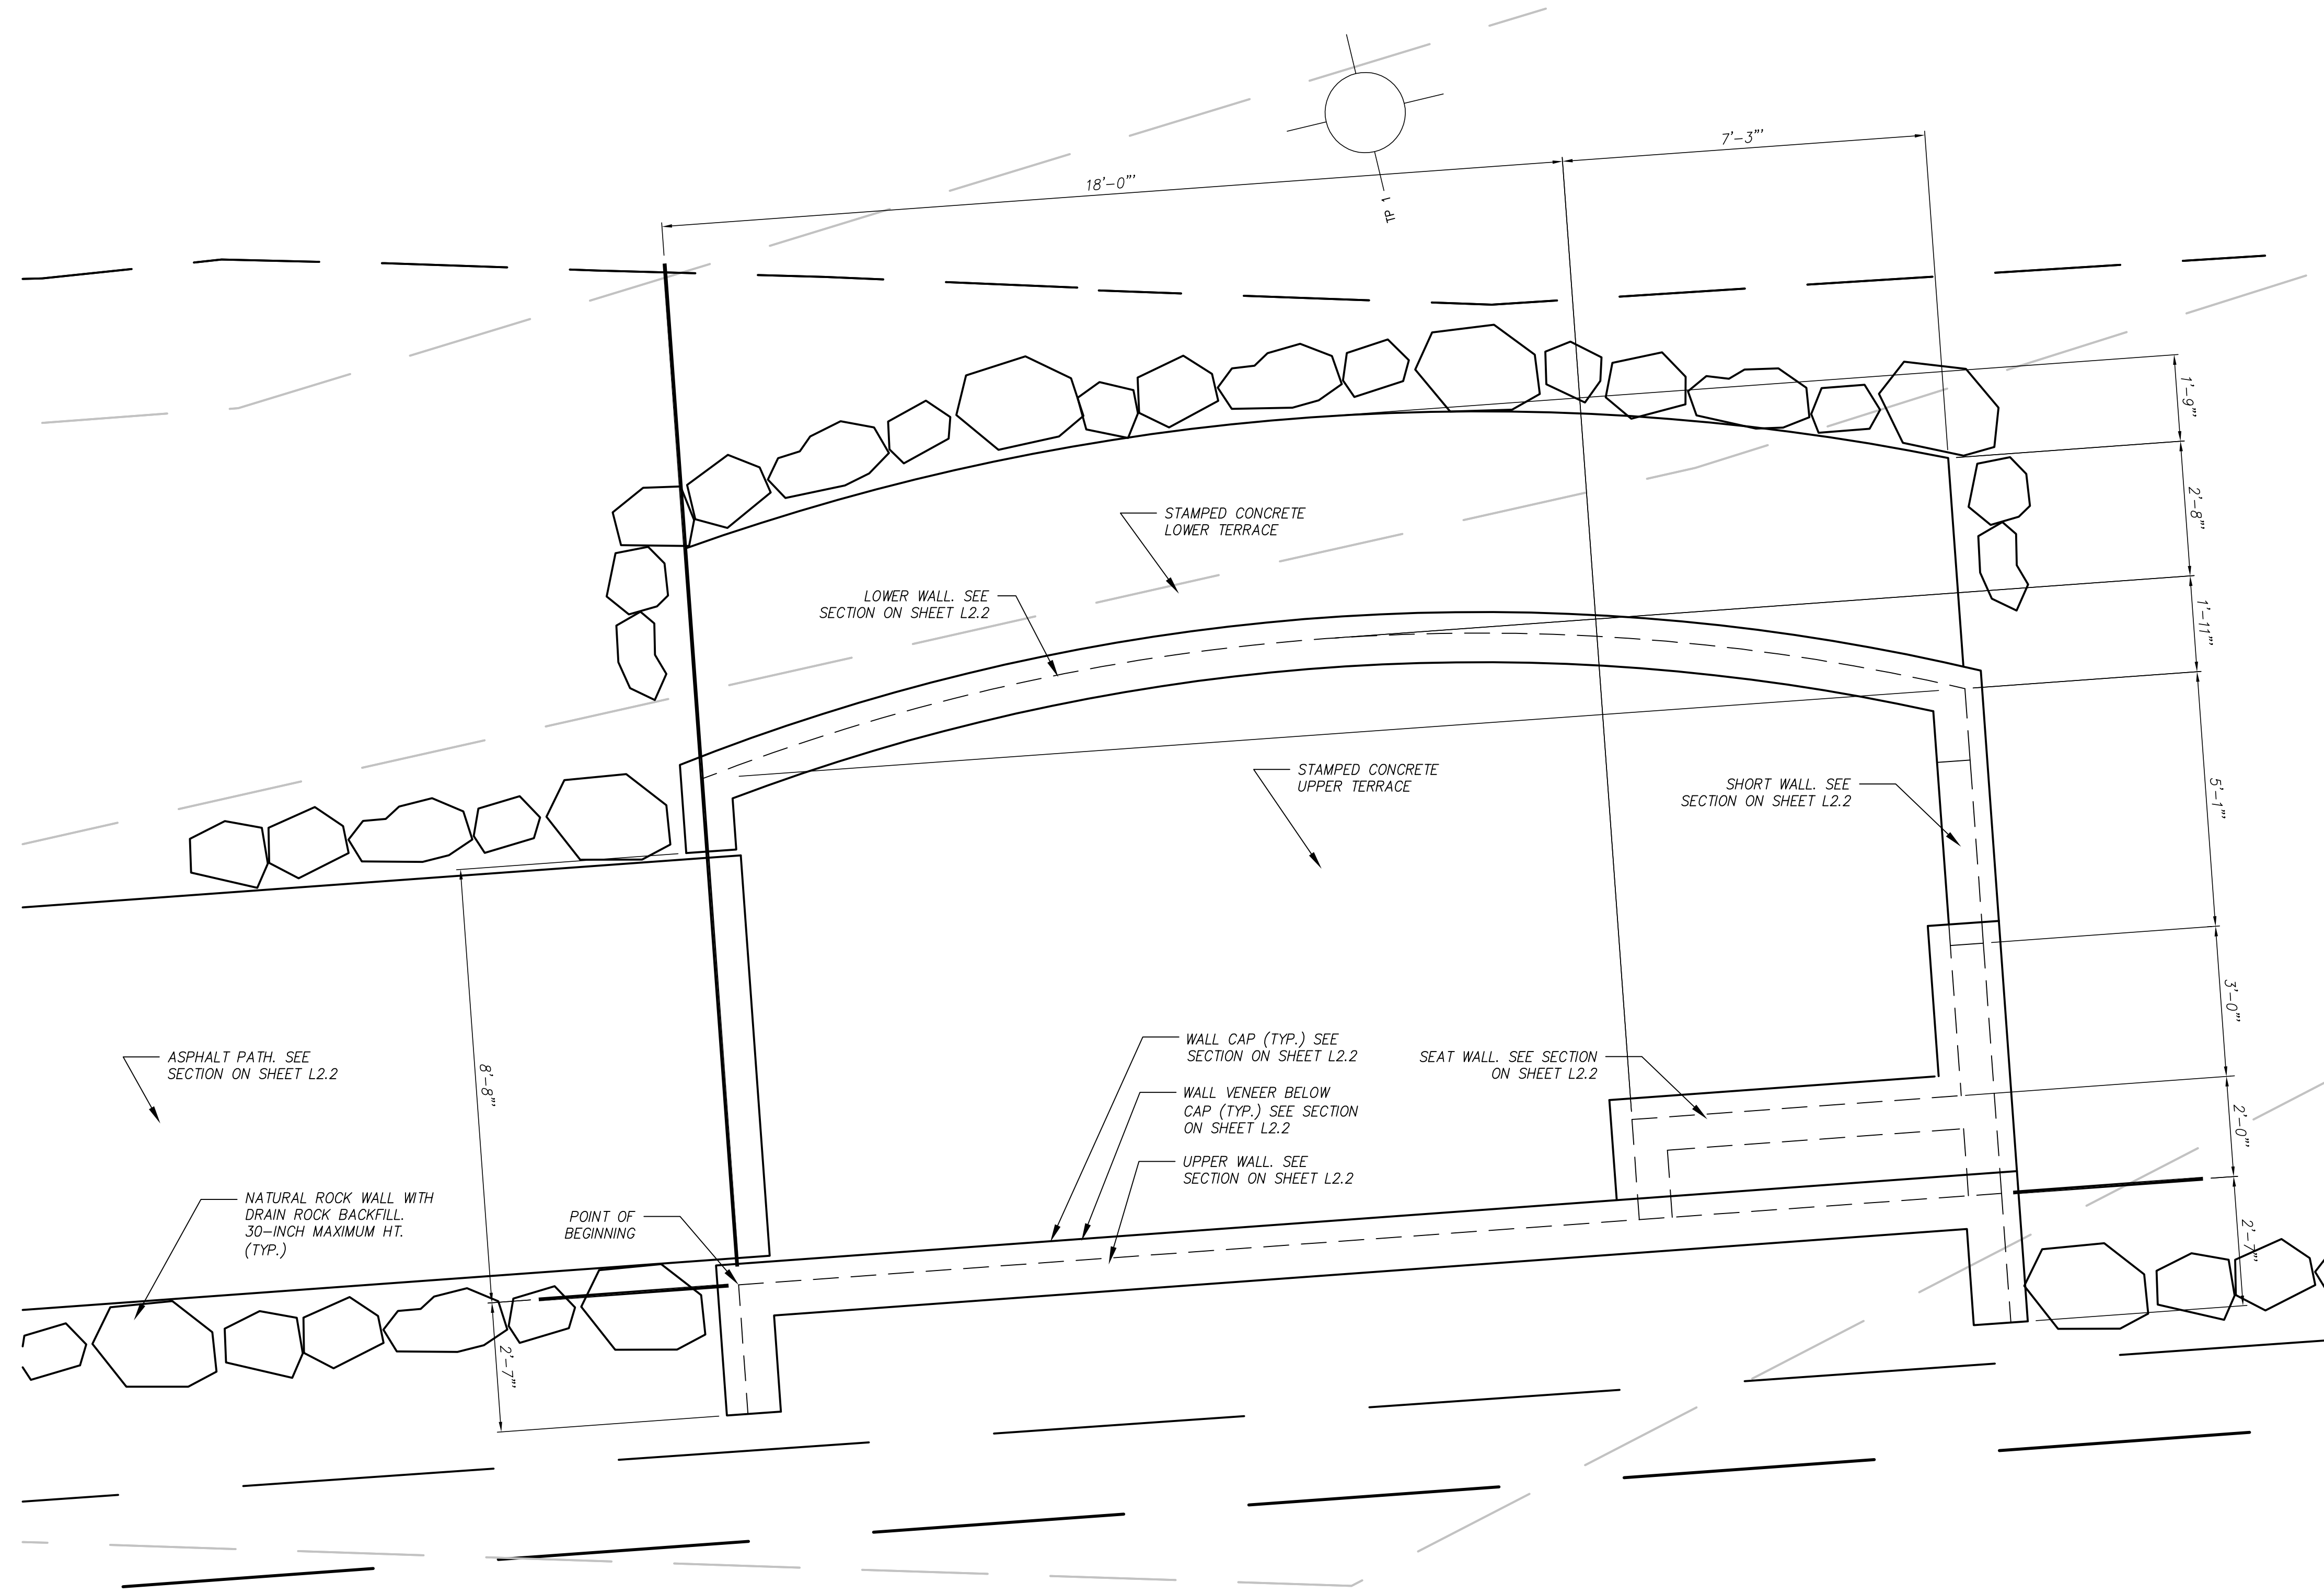 7'-3"'
18'-0"'
TP 1
1'-9"'
2'-8"'
1'-11"'
5'-1"'
3'-0"'
2'-0"'
2'-7"'
STAMPED CONCRETE
LOWER TERRACE
LOWER WALL. SEE
SECTION ON SHEET L2.2
STAMPED CONCRETE
UPPER TERRACE
SHORT WALL. SEE
SECTION ON SHEET L2.2
WALL CAP (TYP.) SEE
SECTION ON SHEET L2.2
SEAT WALL. SEE SECTION
ON SHEET L2.2
WALL VENEER BELOW
CAP (TYP.) SEE SECTION
ON SHEET L2.2
UPPER WALL. SEE
SECTION ON SHEET L2.2
ASPHALT PATH. SEE
SECTION ON SHEET L2.2
8'-8"'
NATURAL ROCK WALL WITH
DRAIN ROCK BACKFILL.
30-INCH MAXIMUM HT.
(TYP.)
POINT OF
BEGINNING
2'-7"'